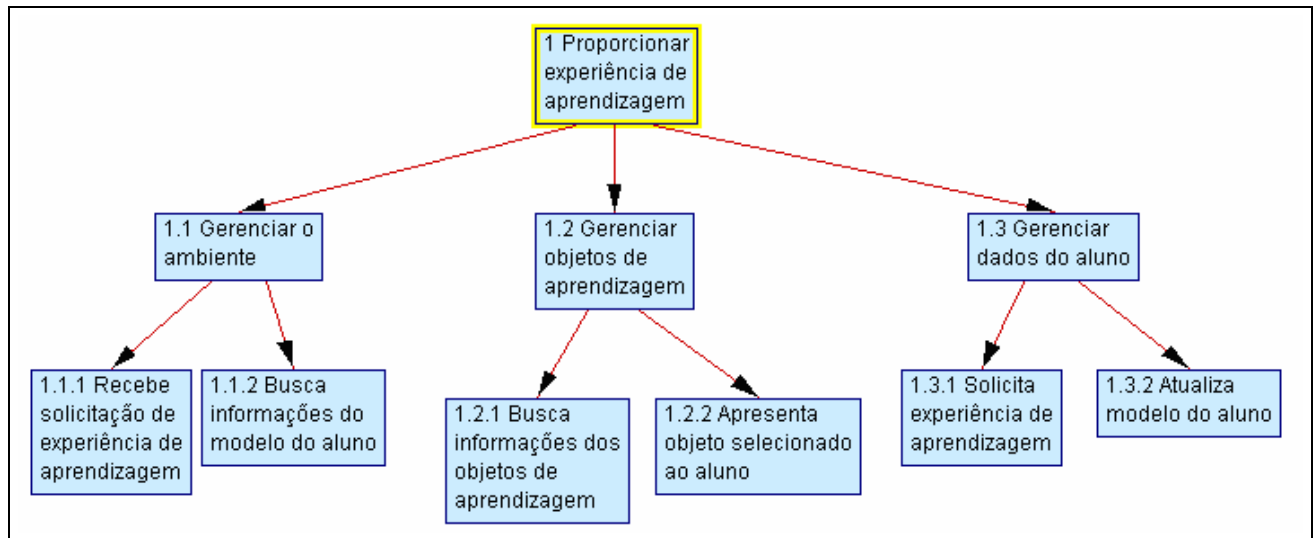 1 Proporcionar
experiência de
aprendizagem
1.1 Gerenciar o
ambiente
1.2 Gerenciar
objetos de
aprendizagem
1.3 Gerenciar
dados do aluno
1.1.1 Recebe
solicitação de
experiência de
aprendizagem
1.1.2 Busca
informações do
modelo do aluno
1.2.1 Busca
informações dos
objetos de
aprendizagem
1.2.2 Apresenta
objeto selecionado
ao aluno
1.3.1 Solicita
experiência de
aprendizagem
1.3.2 Atualiza
modelo do aluno